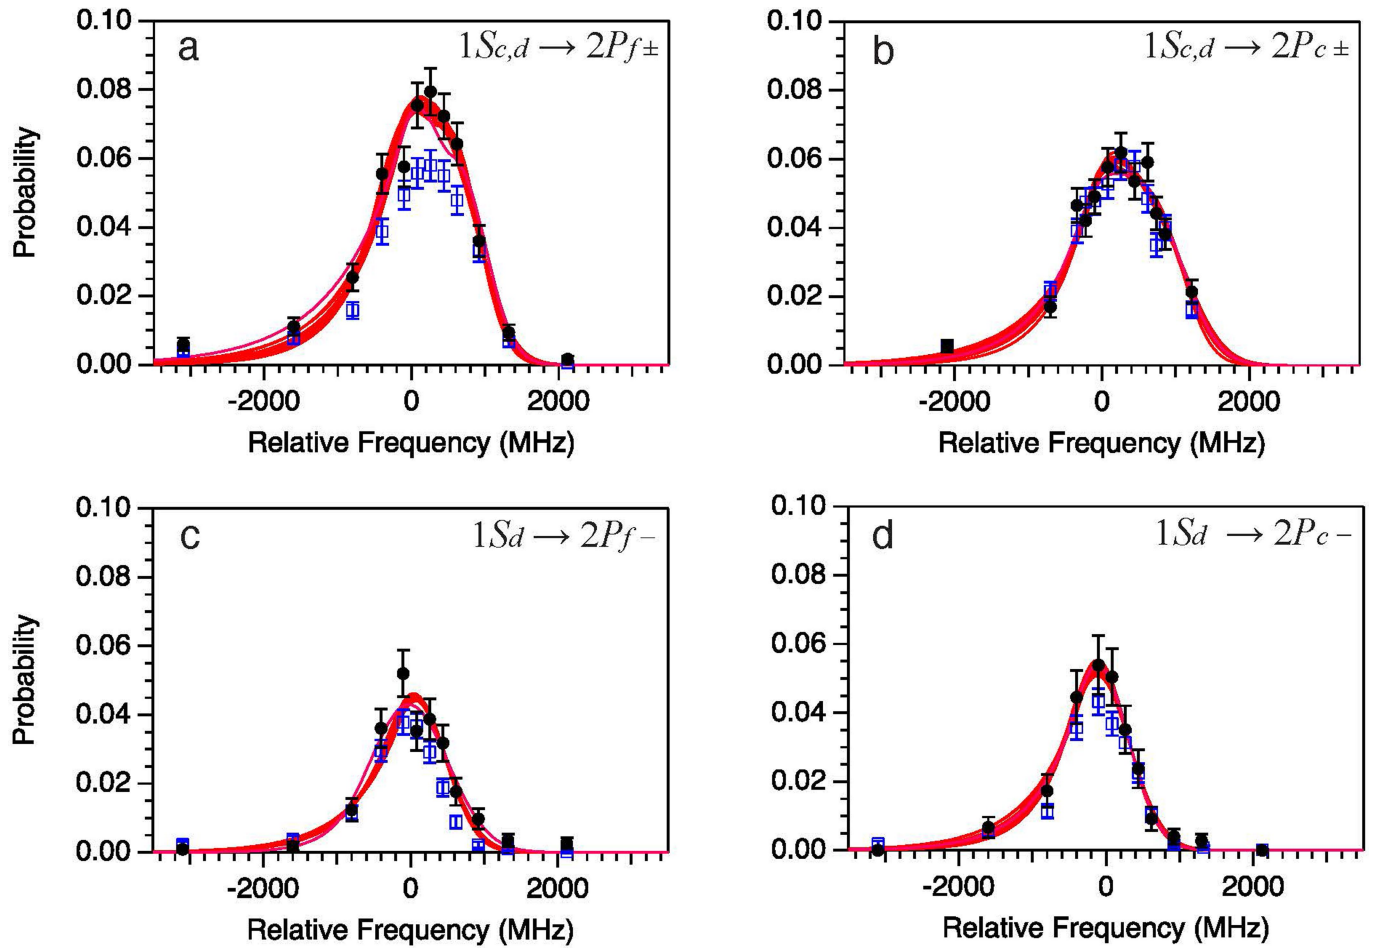 a
1Sc,d → 2Pf ±
Probability
0.10
0.08
0.06
0.04
0.02
0.00
-2000 0 2000
Relative Frequency (MHz)
b
1Sc,d → 2Pc ±
0.10
0.08
0.06
0.04
0.02
0.00
-2000 0 2000
Relative Frequency (MHz)
c
1Sd → 2Pf −
Probability
0.10
0.08
0.06
0.04
0.02
0.00
-2000 0 2000
Relative Frequency (MHz)
d
1Sd → 2Pc −
0.10
0.08
0.06
0.04
0.02
0.00
-2000 0 2000
Relative Frequency (MHz)